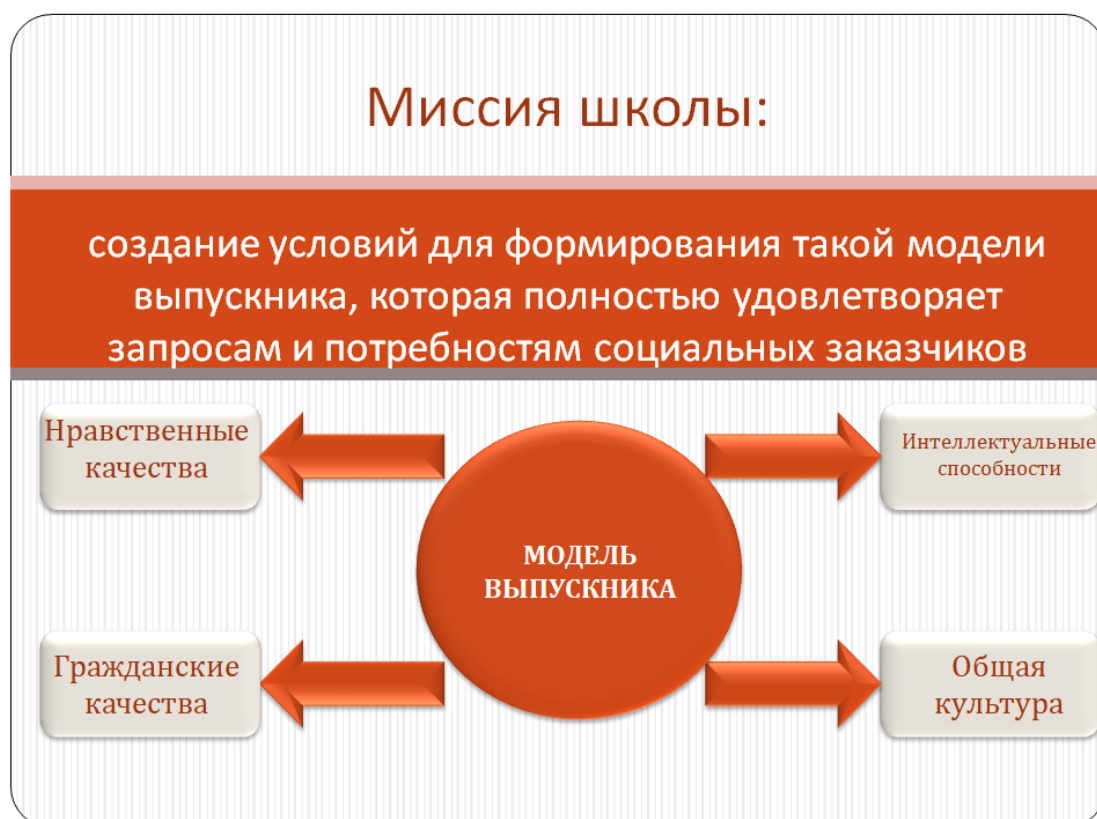 Миссия школы:
создание условий для формирования такой модели
выпускника, которая полностью удовлетворяет
запросам и потребностям социальных заказчиков
Нравственные
качества
Интеллектуальные
способности
МОДЕЛЬ
ВЫПУСКНИКА
Гражданские
качества
Общая
культура